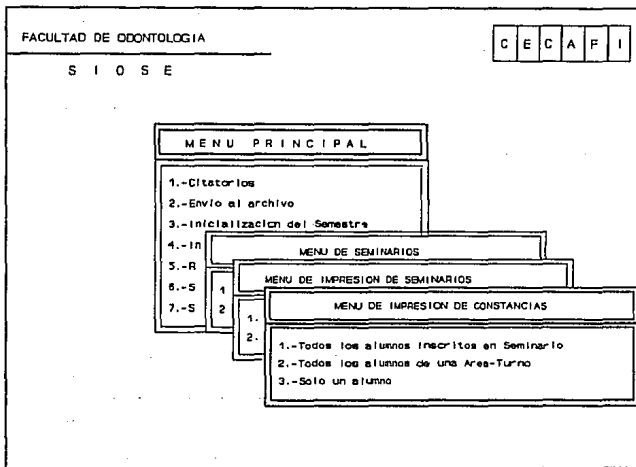 FACULTAD DE ODONTOLOGIA
C E C A F I
S I O S E
MENU PRINCIPAL
1.-Citatorios
2.-Envio al archivo
3.-Inicializacion del Semestre
4.-In
MENU DE SEMINARIOS
5.-R
MENU DE IMPRESION DE SEMINARIOS
6.-S
1
7.-S
2
1.
2.
MENU DE IMPRESION DE CONSTANCIAS
1.-Todos los alumnos inscritos en Seminario
2.-Todos los alumnos de una Area-Turno
3.-Solo un alumno